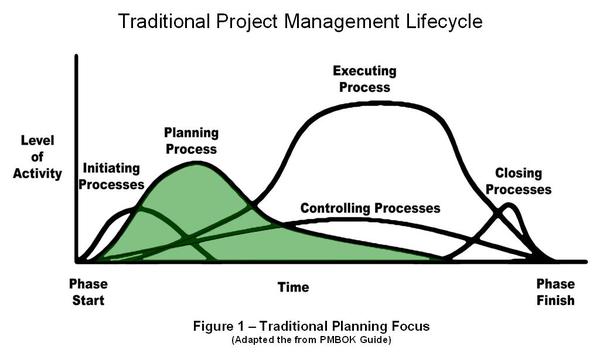 Traditional Project Management Lifecycle
Executing
Process
Planning
Process
Level
of
Activity
Initiating
Processes
Closing
Processes
Controlling Processes
Phase
Start
Time
Phase
Finish
Figure 1 – Traditional Planning Focus
(Adapted the from PMBOK Guide)